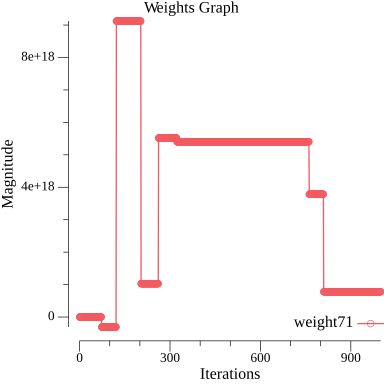 Weights Graph
8e+18
4e+18
0
Magnitude
weight71
0 300 600 900
Iterations